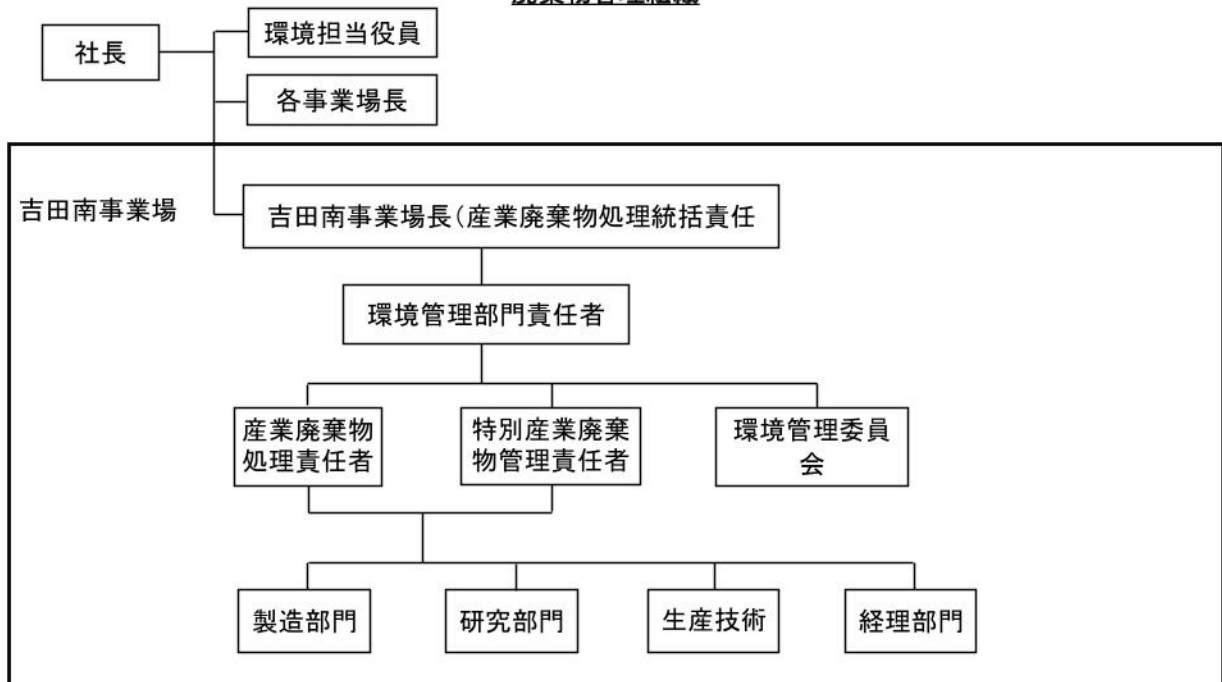 社長
環境担当役員
各事業場長
吉田南事業場
吉田南事業場長(産業廃棄物処理統括責任
環境管理部門責任者
産業廃棄物
処理責任者
特別産業廃棄
物管理責任者
環境管理委員
会
製造部門
研究部門
生産技術
経理部門